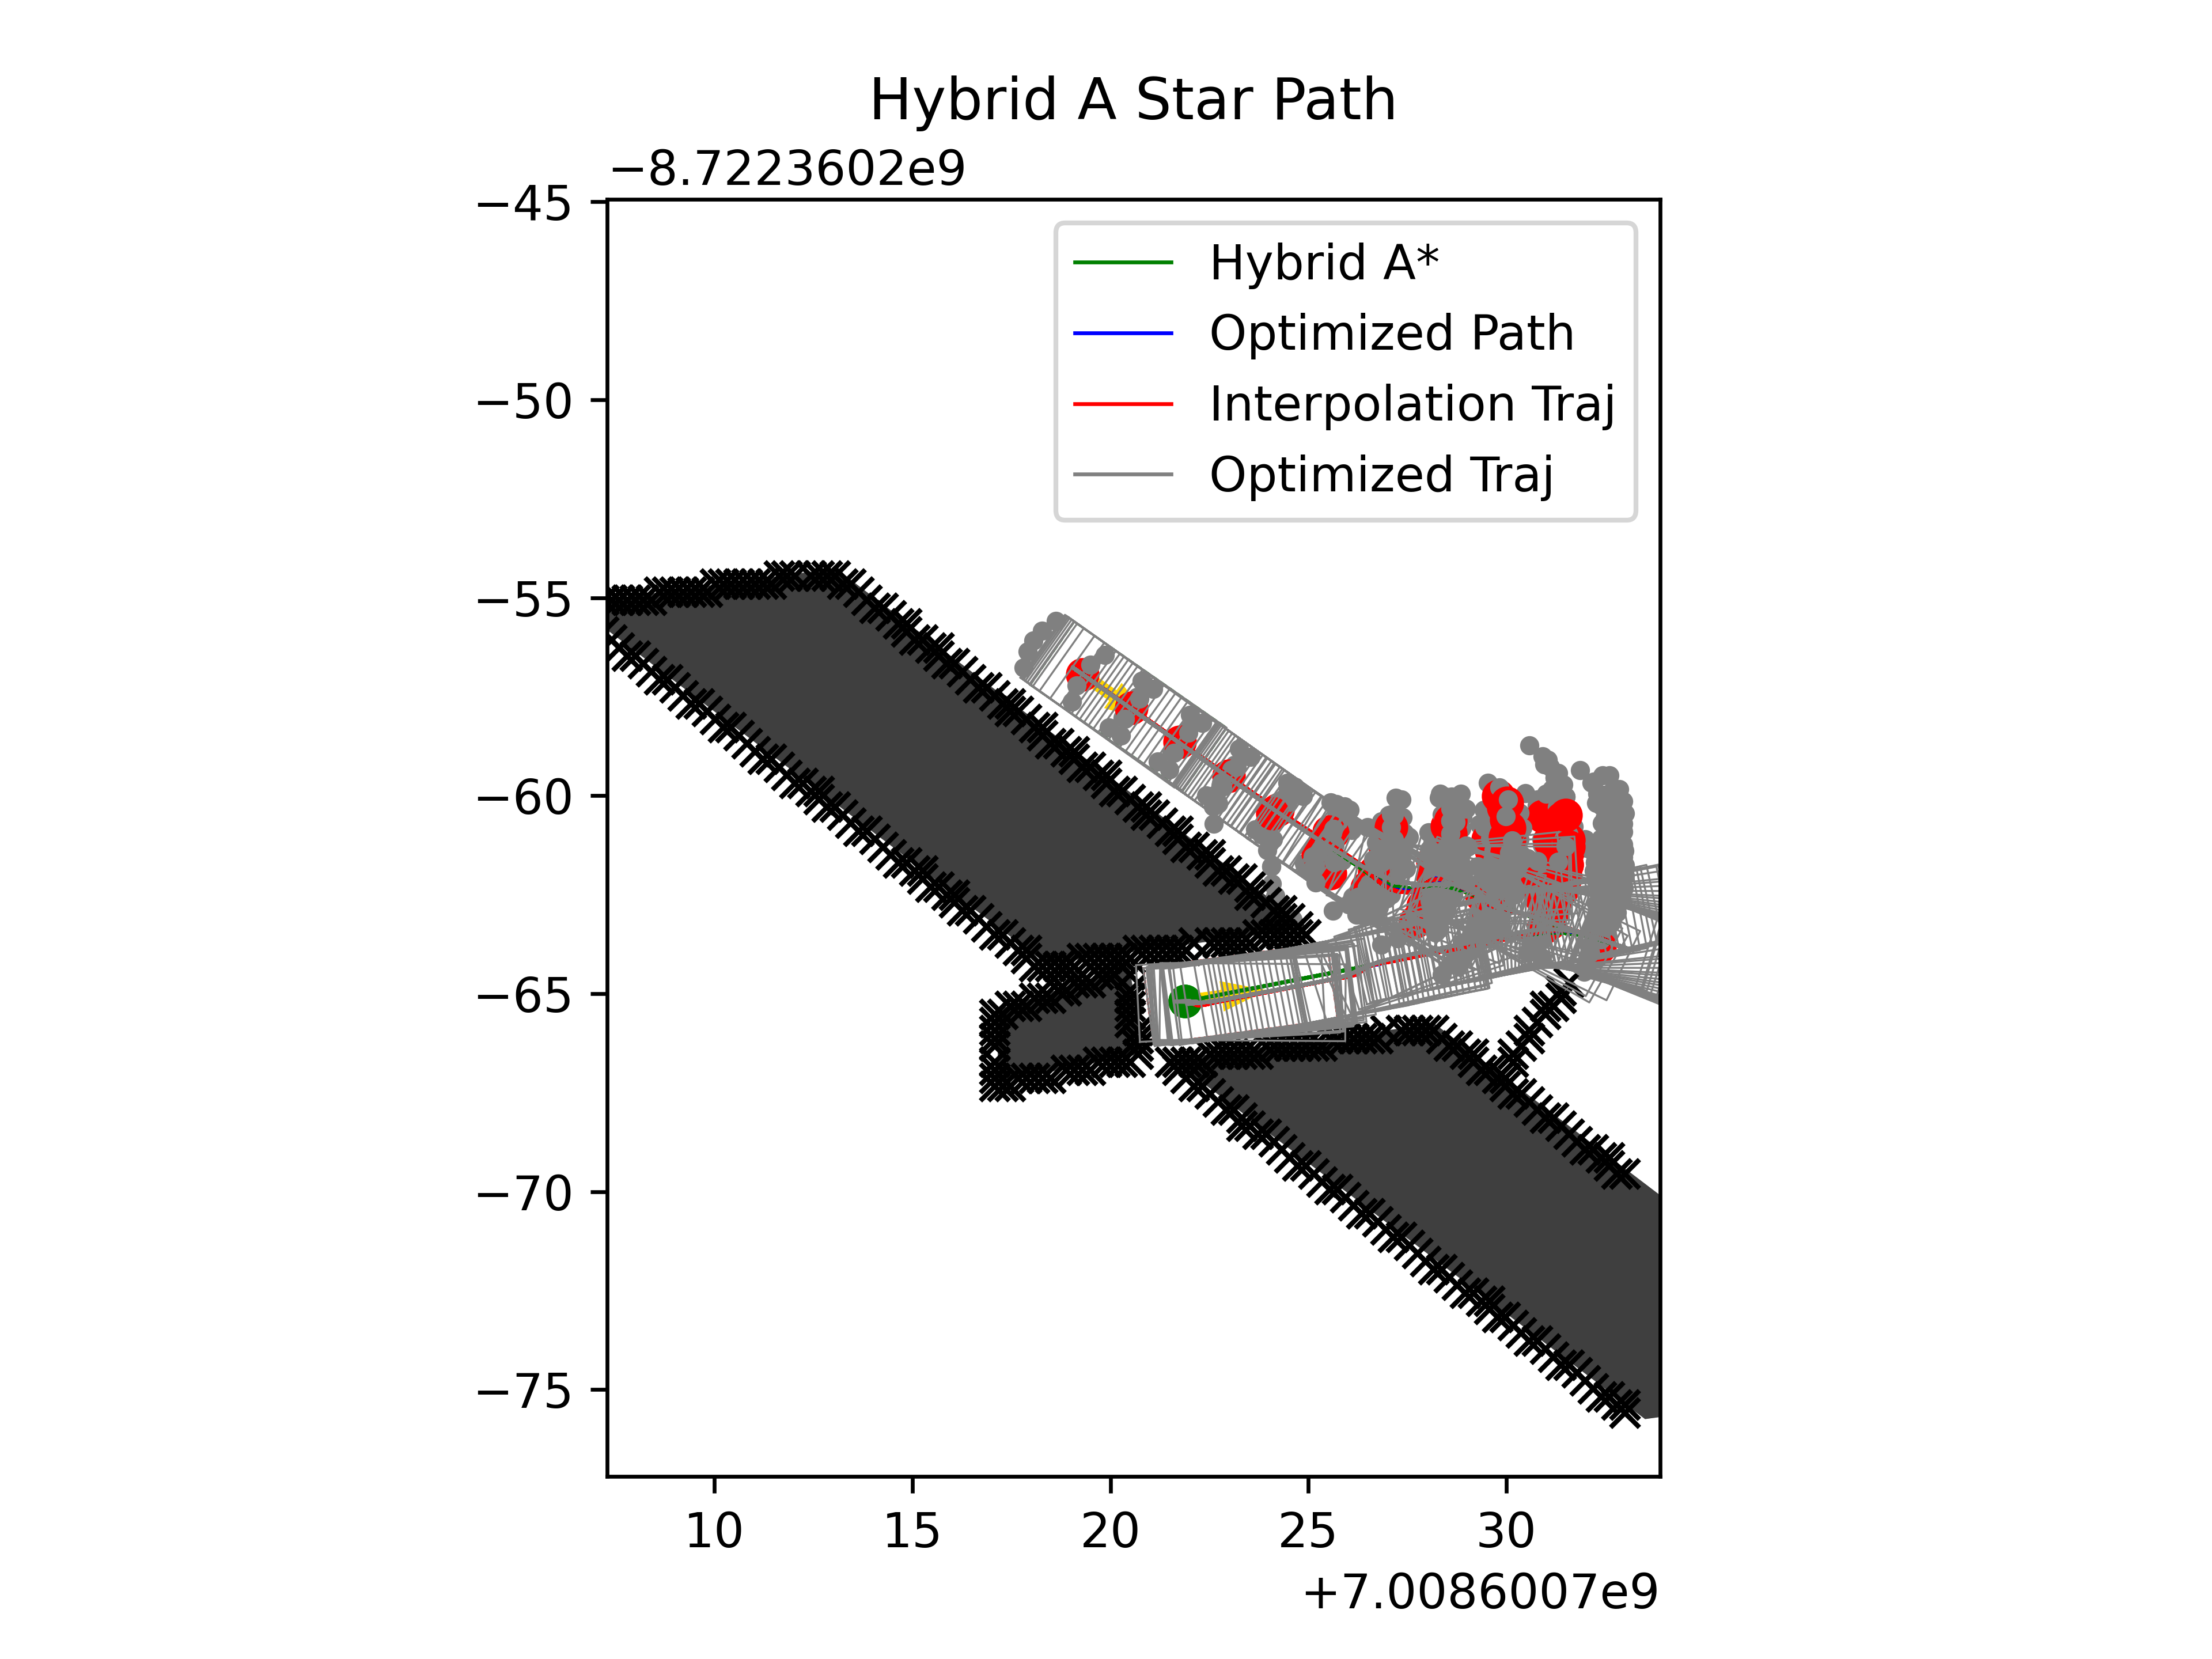 Hybrid A Star Path
−8.7223602e9
−45
−50
−55
−60
−65
−70
−75
Hybrid A*
Optimized Path
Interpolation Traj
Optimized Traj
10 15 20 25 30
+7.0086007e9